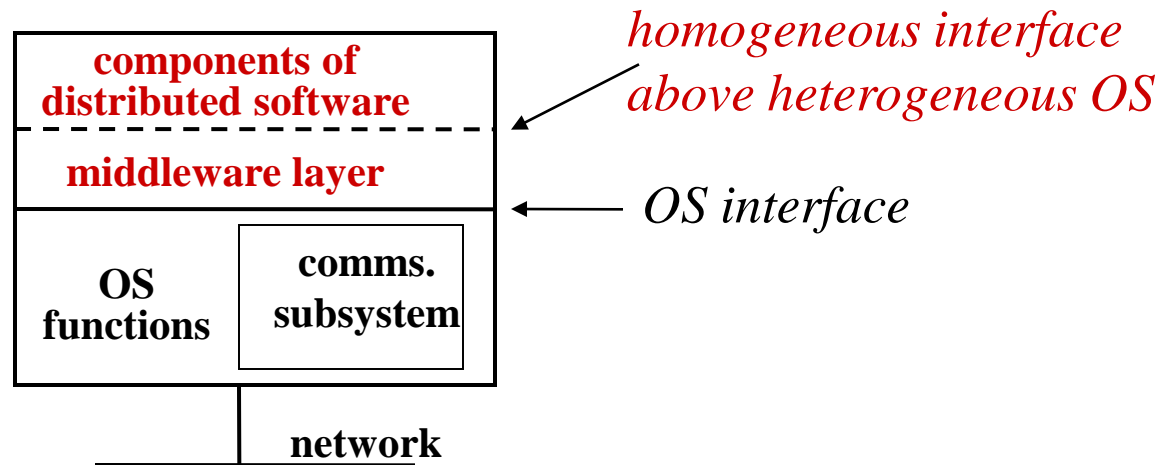 components of
distributed software
homogeneous interface
above heterogeneous OS
middleware layer
OS interface
OS
functions
comms.
subsystem
network